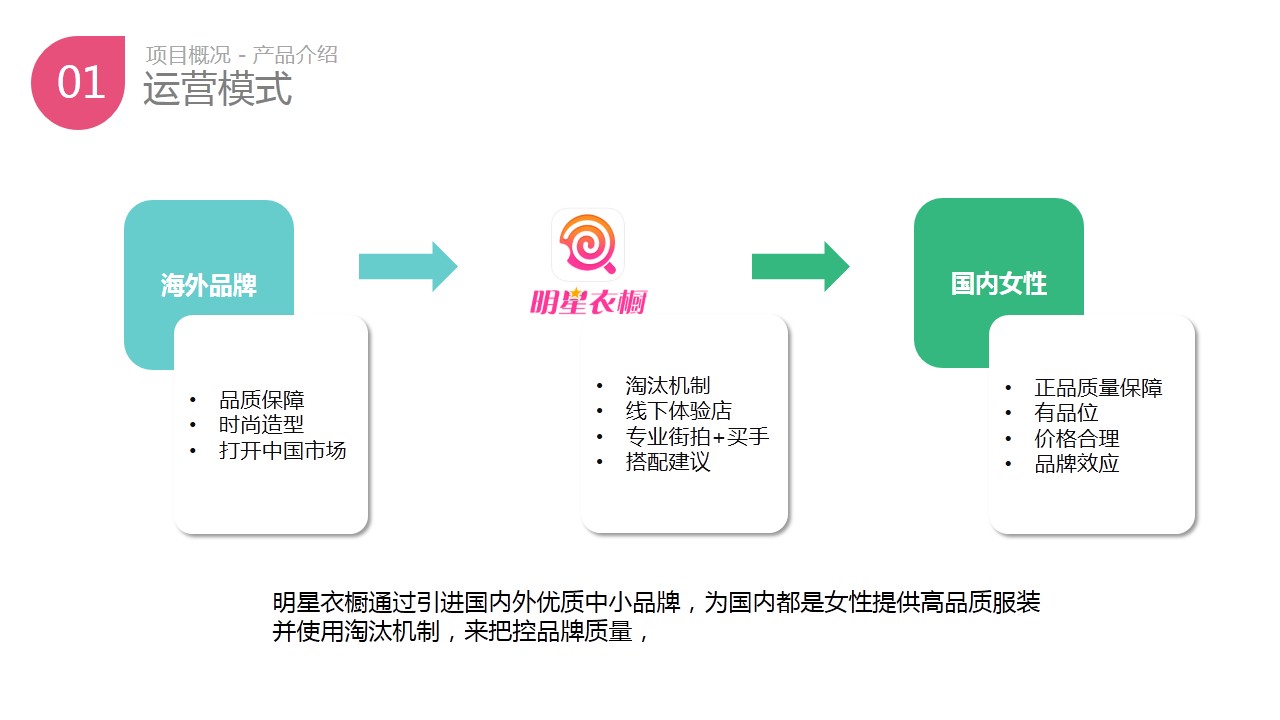 01
项目概况 - 产品介绍
运营模式
海外品牌
• 品质保障
• 时尚造型
• 打开中国市场
明星衣橱
• 淘汰机制
• 线下体验店
• 专业街拍+买手
• 搭配建议
国内女性
• 正品质量保障
• 有品位
• 价格合理
• 品牌效应
明星衣橱通过引进国内外优质中小品牌，为国内都是女性提供高品质服装
并使用淘汰机制，来把控品牌质量，